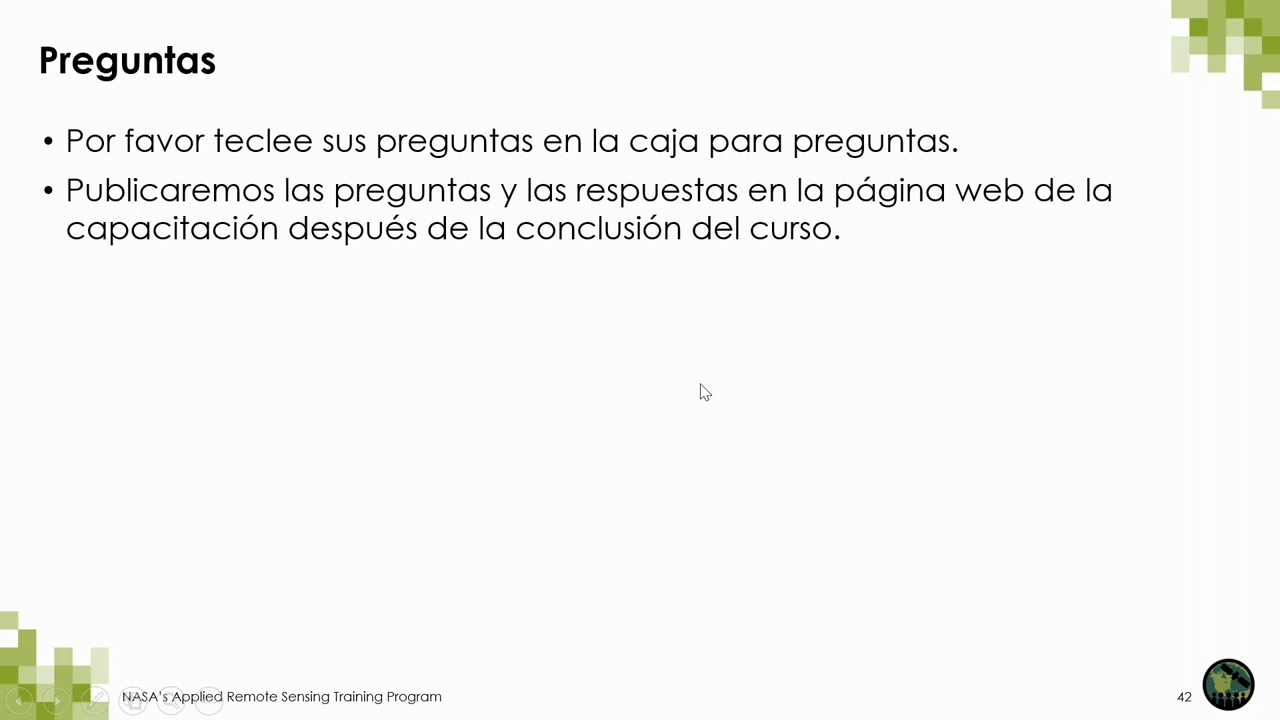 Preguntas
• Por favor teclee sus preguntas en la caja para preguntas.
• Publicaremos las preguntas y las respuestas en la página web de la
capacitación después de la conclusión del curso.
NASA's Applied Remote Sensing Training Program
42